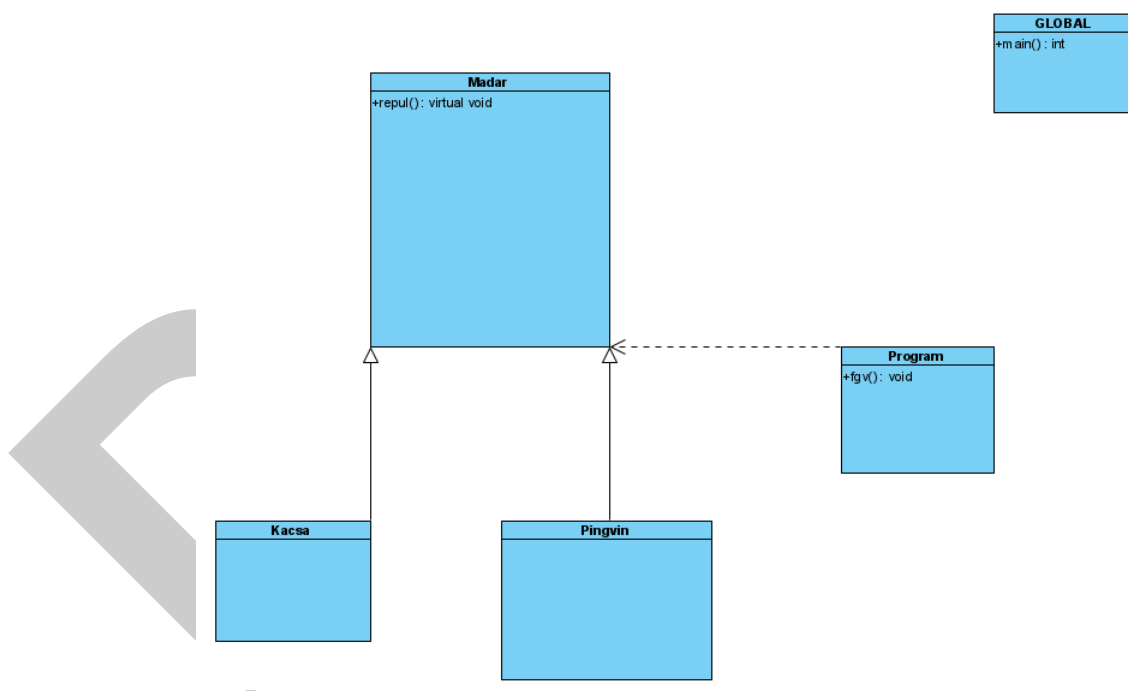 GLOBAL
+main() : int
Madar
+repul() : virtual void
Program
+fgv() : void
Kacsa
Pingvin